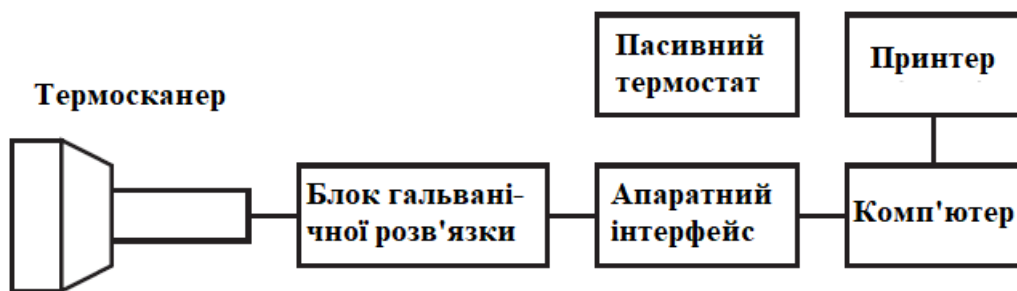 Термосканер
Блок гальвані-
чної розв'язки
Пасивний
термостат
Апаратний
інтерфейс
Принтер
Комп'ютер